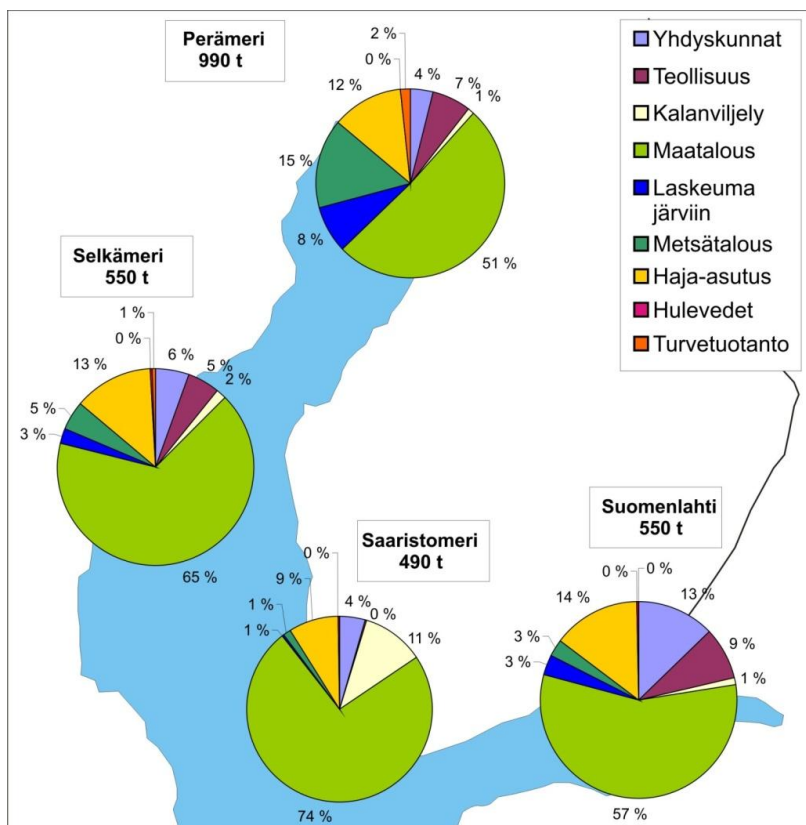 Perämeri
990 t
2 %
0 %
4 %
7 %
1 %
12 %
15 %
8 %
51 %
Yhdyskunnat
Teollisuus
Kalanviljely
Maatalous
Laskeuma
järviin
Metsätalous
Haja-asutus
Hulevedet
Turvetuotanto
Selkämeri
550 t
1 %
0 %
6 %
5 %
2 %
13 %
5 %
3 %
65 %
Saaristomeri
490 t
0 %
4 %
0 %
11 %
9 %
1 %
1 %
74 %
Suomenlahti
550 t
0 %
0 %
13 %
9 %
1 %
14 %
3 %
3 %
57 %